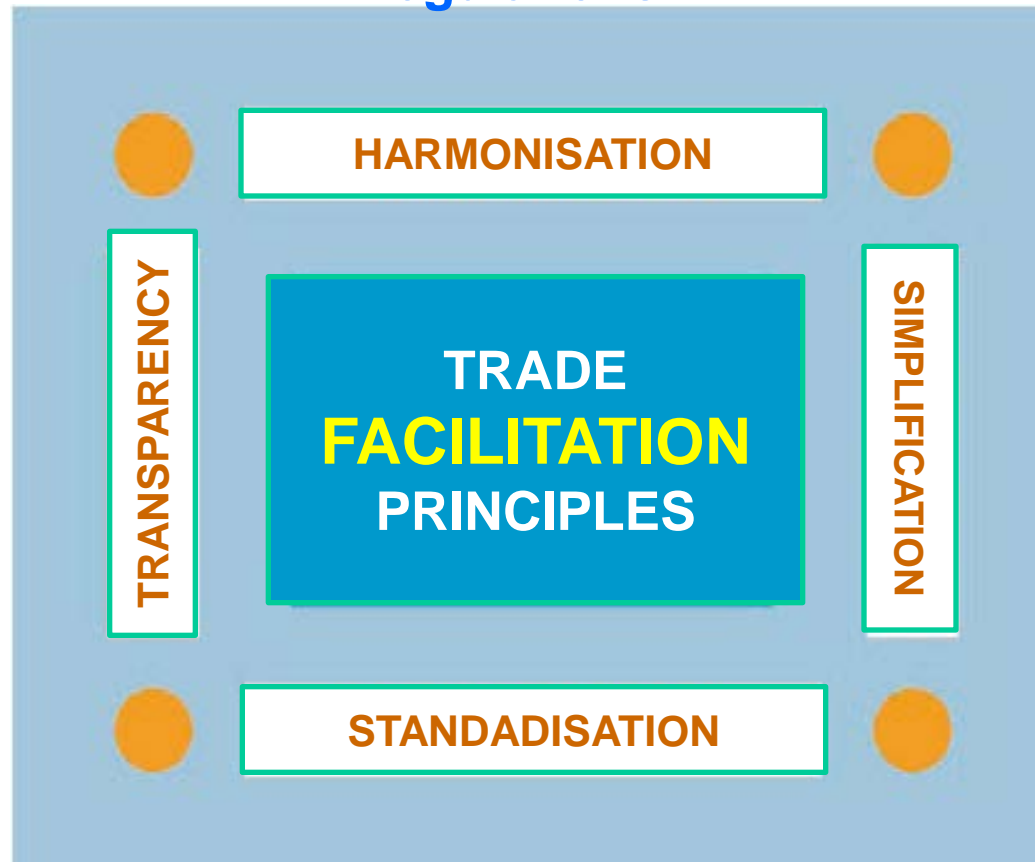 HARMONISATION
TRANSPARENCY
TRADE
FACILITATION
PRINCIPLES
SIMPLIFICATION
STANDADISATION